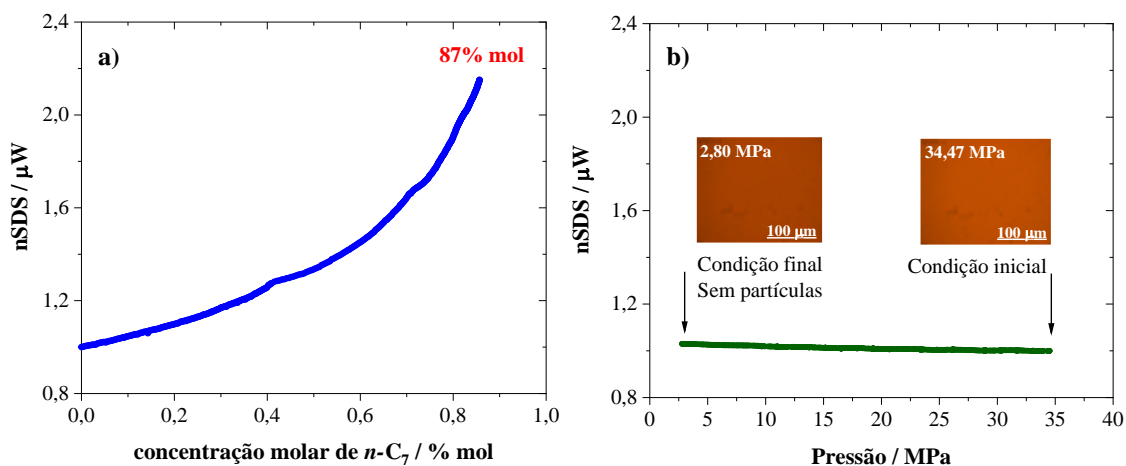 a)
87% mol
2,4
2,0
1,6
1,2
0,8
nSDS / μW
0,0 0,2 0,4 0,6 0,8 1,0
concentração molar de n-C₇ / % mol
b)
2,4
2,0
1,6
1,2
0,8
nSDS / μW
2,80 MPa
100 μm
34,47 MPa
100 μm
Condição final
Sem partículas
Condição inicial
0 5 10 15 20 25 30 35 40
Pressão / MPa